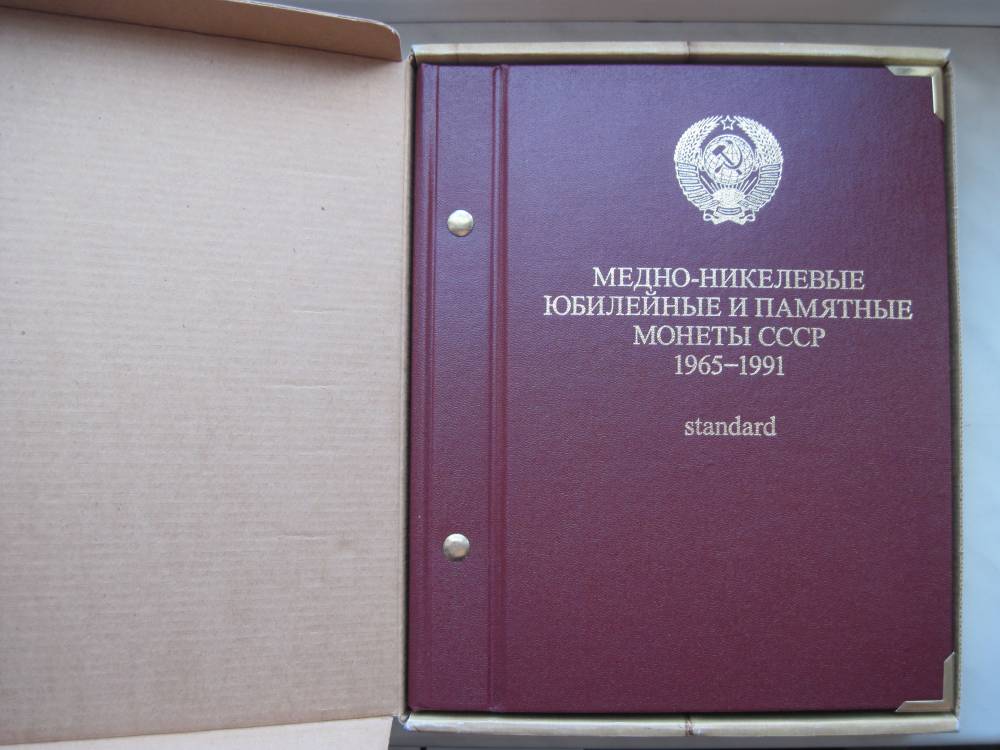 МЕДНО-НИКЕЛЕВЫЕ
ЮБИЛЕЙНЫЕ И ПАМЯТНЫЕ
МОНЕТЫ СССР
1965–1991
standard